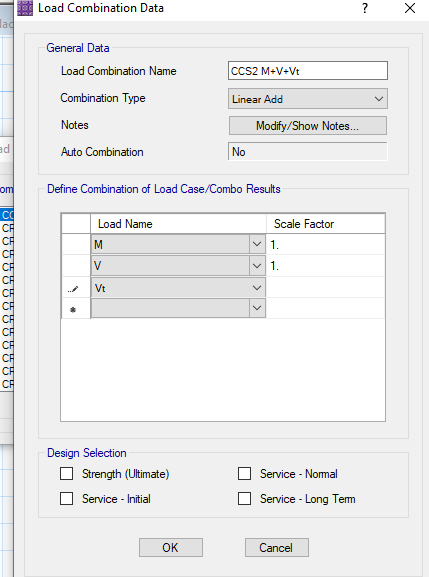 Load Combination Data
?
General Data
Load Combination Name
CCS2 M+V+Vt
Combination Type
Linear Add
Notes
Modify/Show Notes...
Auto Combination
No
Define Combination of Load Case/Combo Results
Load Name Scale Factor
M 1.
V 1.
Vt
Design Selection
Strength (Ultimate) Service - Normal
Service - Initial Service - Long Term
OK Cancel